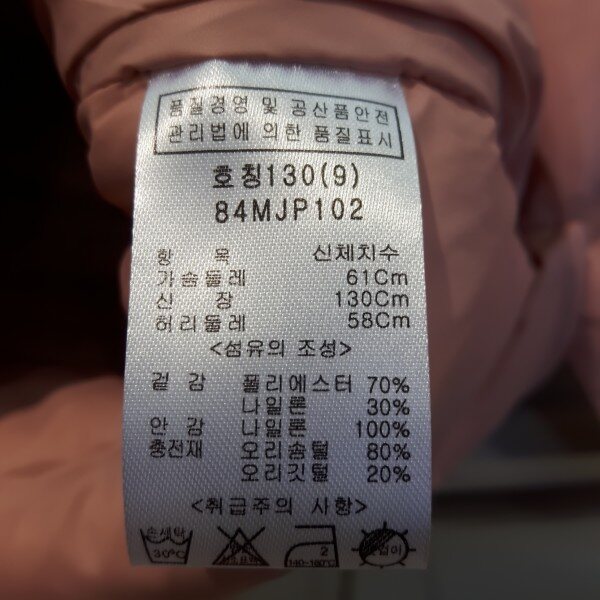 품질경영 및 공산품안전
관리법에 의한 품질표시
호칭130(9)
84MJP102
항 목 신체치수
가슴둘레 61Cm
신 장 130Cm
허리둘레 58Cm
<섬유의 조성>
겉 감 폴리에스터 70%
나일론 30%
안 감 나일론 100%
충전재 오리솜털 80%
오리깃털 20%
<취급주의 사항>
손세탁
30℃
2
140-160℃